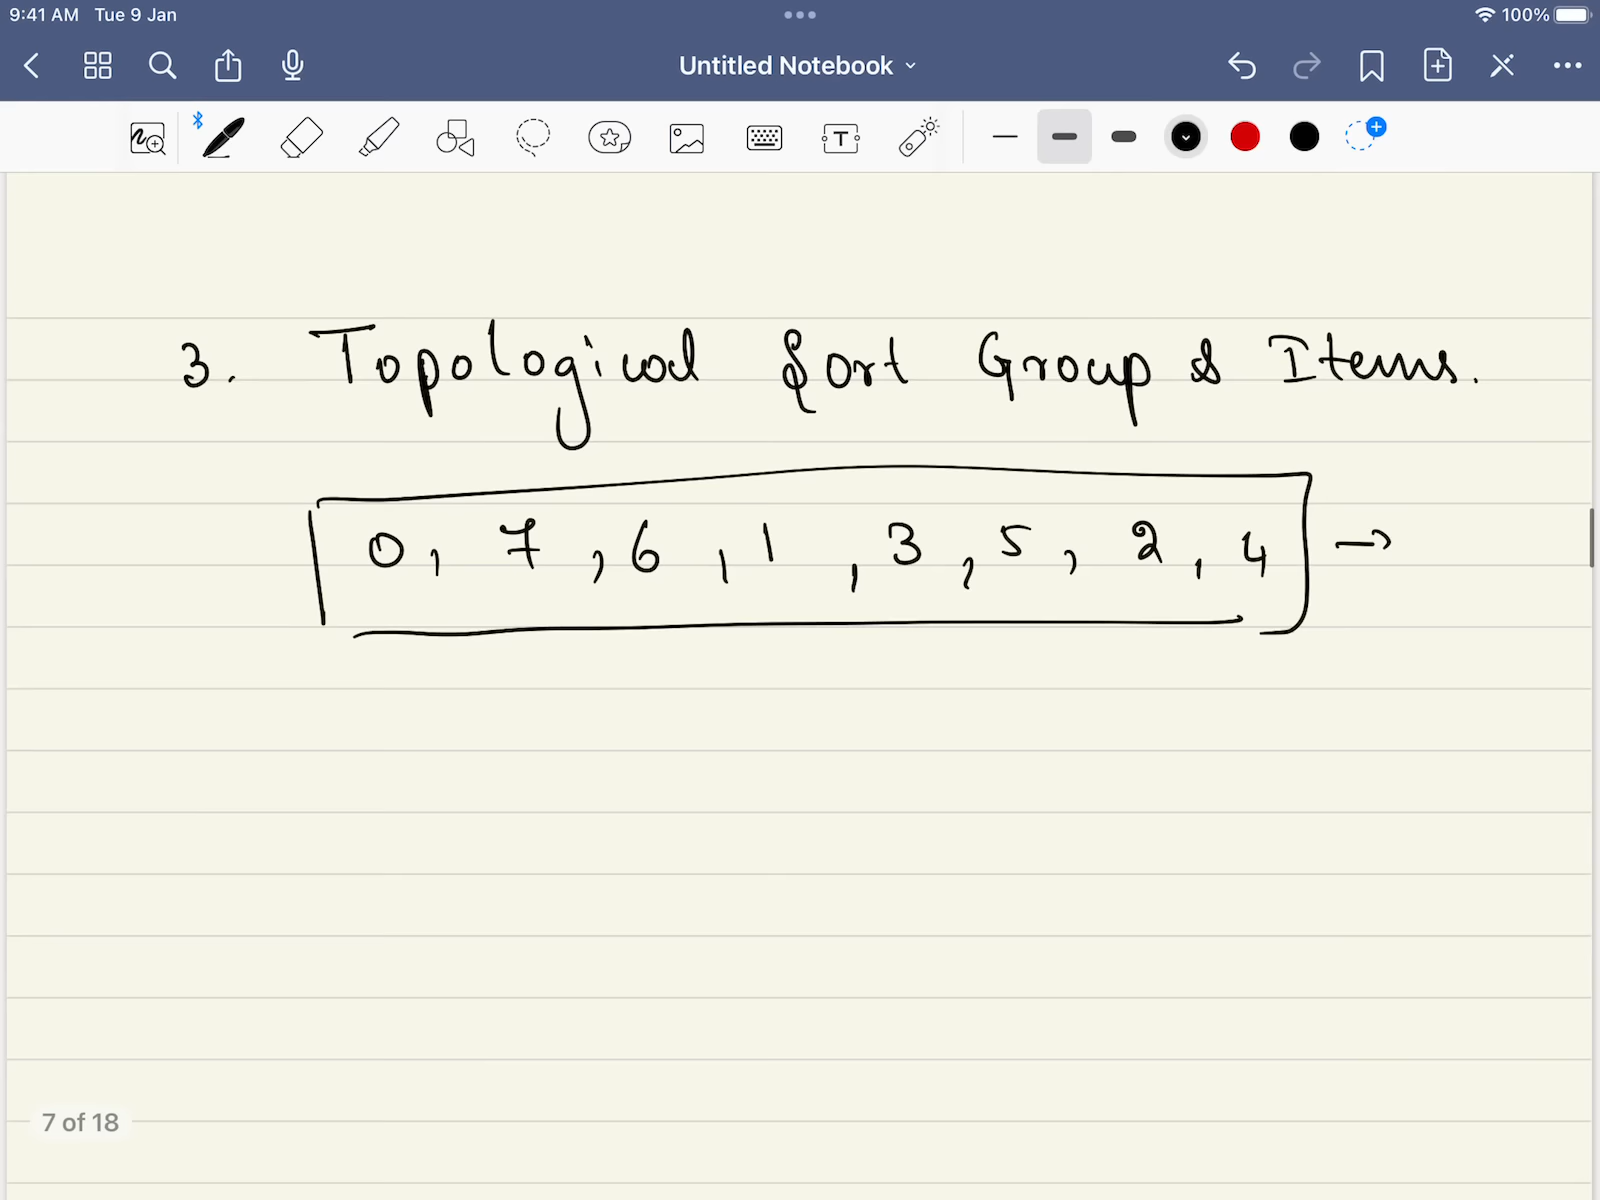 9:41 AM Tue 9 Jan
100%
Untitled Notebook
T
3. Topological Sort Group & Items.
0, 7, 6, 1, 3, 5, 2, 4 →
7 of 18